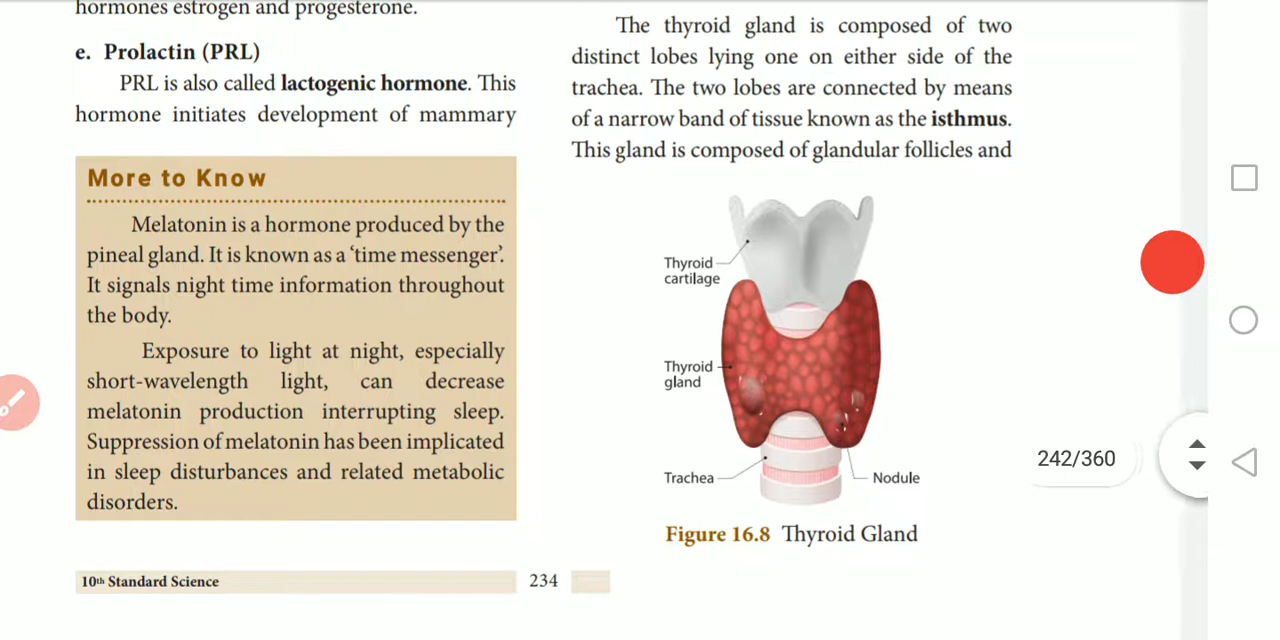 hormones estrogen and progesterone.
e. Prolactin (PRL)
PRL is also called lactogenic hormone. This
hormone initiates development of mammary
More to Know
Melatonin is a hormone produced by the
pineal gland. It is known as a ‘time messenger’.
It signals night time information throughout
the body.
Exposure to light at night, especially
short-wavelength light, can decrease
melatonin production interrupting sleep.
Suppression of melatonin has been implicated
in sleep disturbances and related metabolic
disorders.
The thyroid gland is composed of two
distinct lobes lying one on either side of the
trachea. The two lobes are connected by means
of a narrow band of tissue known as the isthmus.
This gland is composed of glandular follicles and
Thyroid
cartilage
Thyroid
gland
Trachea
Nodule
Figure 16.8 Thyroid Gland
10th Standard Science
234
242/360